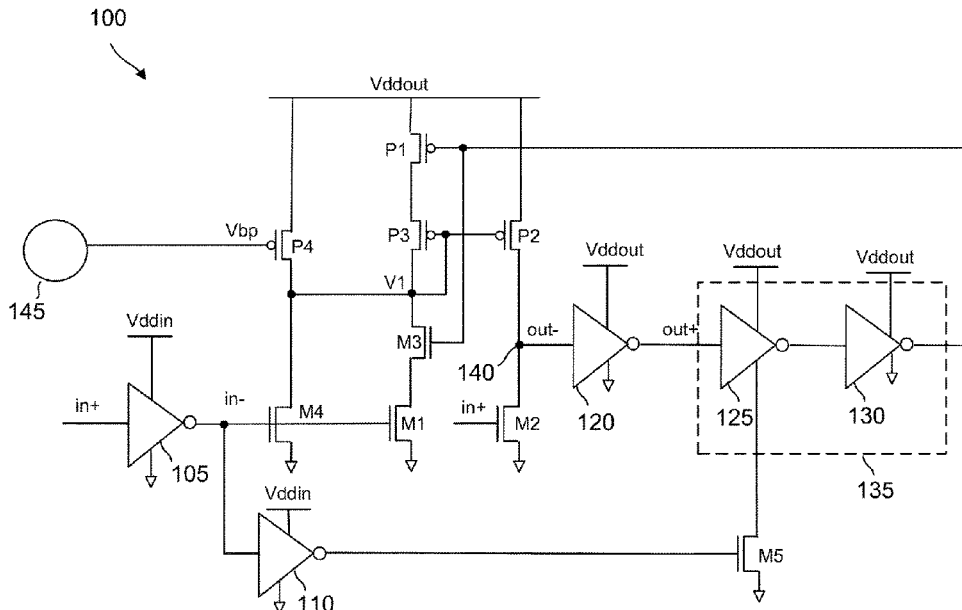 100
Vddout
P1
Vbp
P4
P3
P2
145
V1
Vddout
Vddout
Vddout
Vddin
M3
out-
out+
140
in+
in-
M4
M1
in+
M2
120
125
130
105
135
Vddin
M5
110